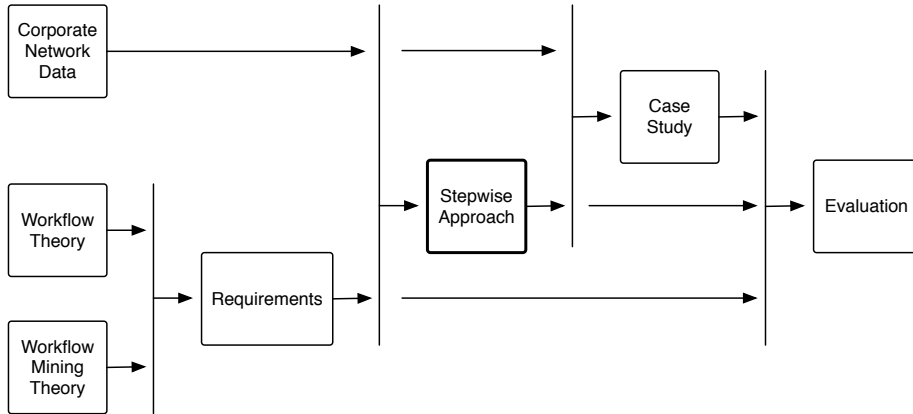 Corporate
Network
Data
Case
Study
Stepwise
Approach
Evaluation
Workflow
Theory
Requirements
Workflow
Mining
Theory